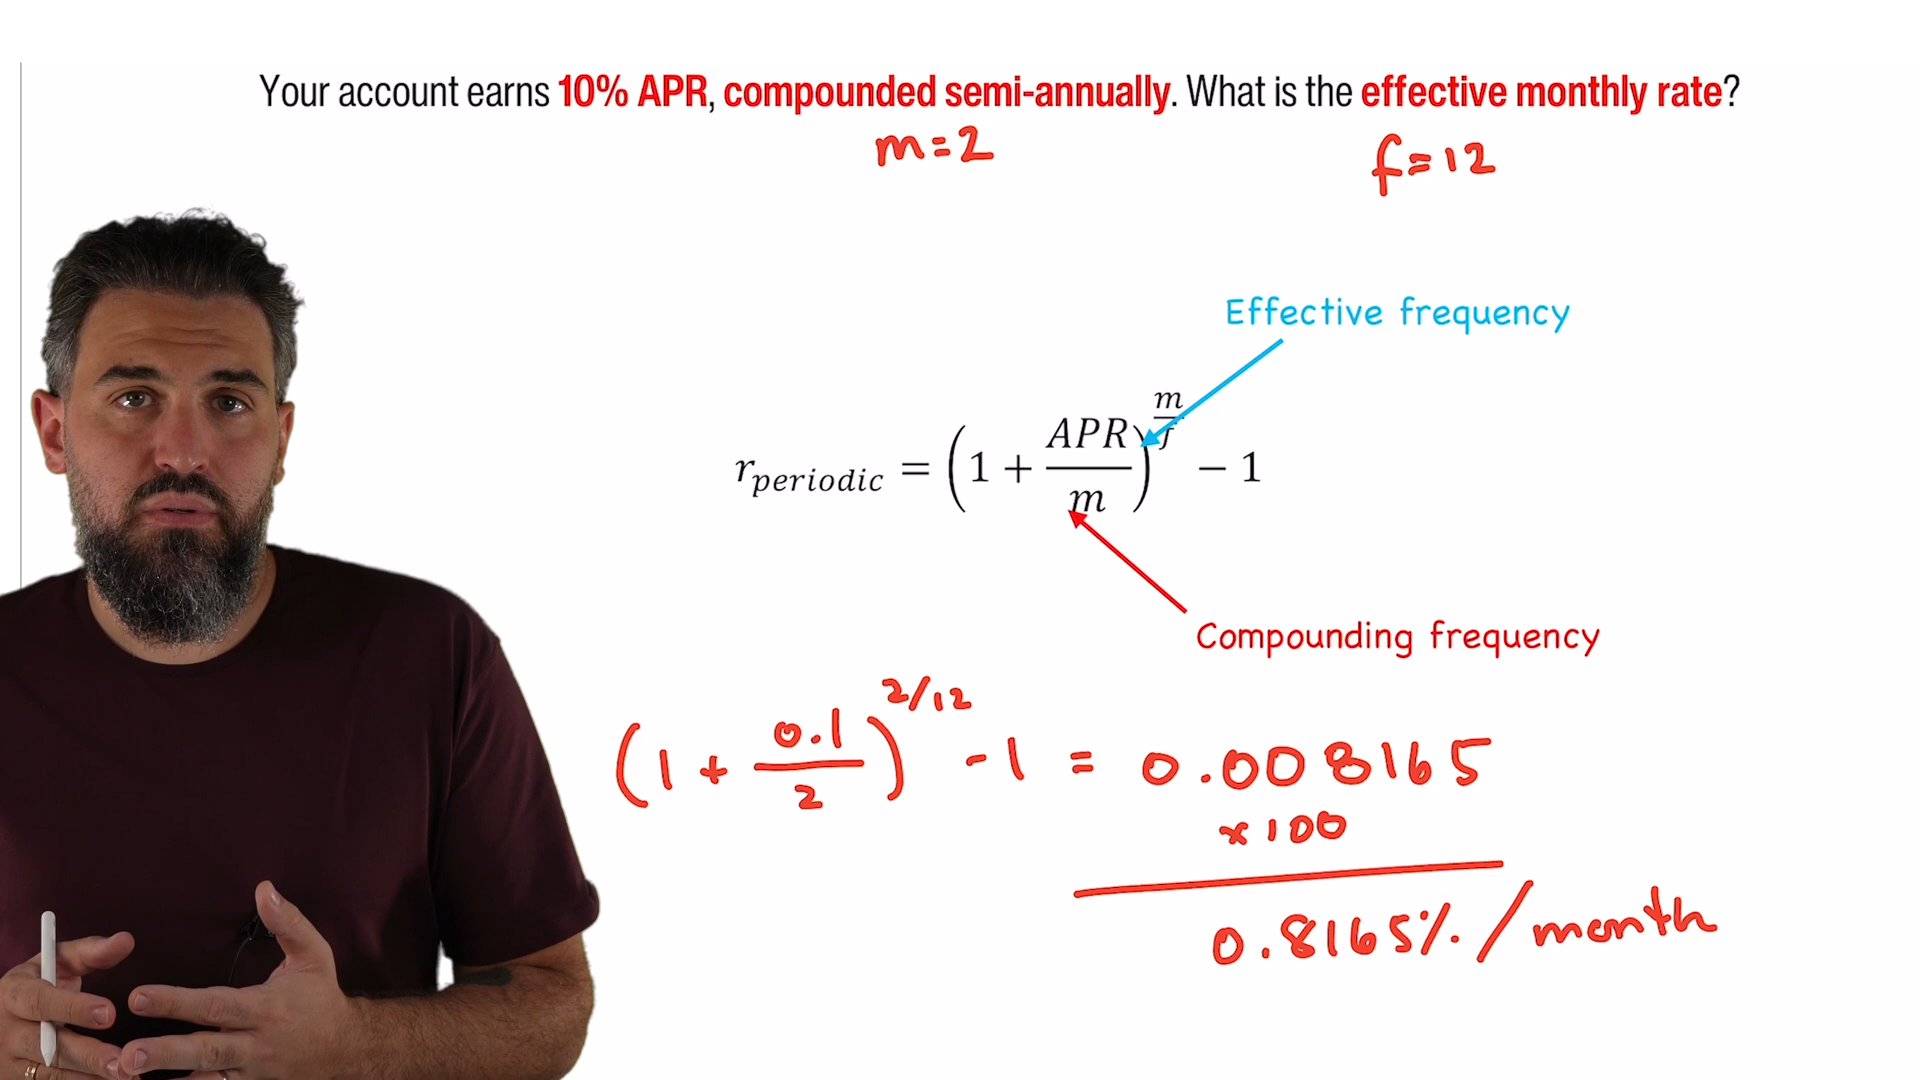 Your account earns 10% APR, compounded semi-annually. What is the effective monthly rate?
m=2
f=12
Effective frequency
r_periodic = (1 + APR/m)^(m/f) − 1
Compounding frequency
(1 + 0.1/2)^(2/12) - 1 = 0.008165
x100
0.8165% / month